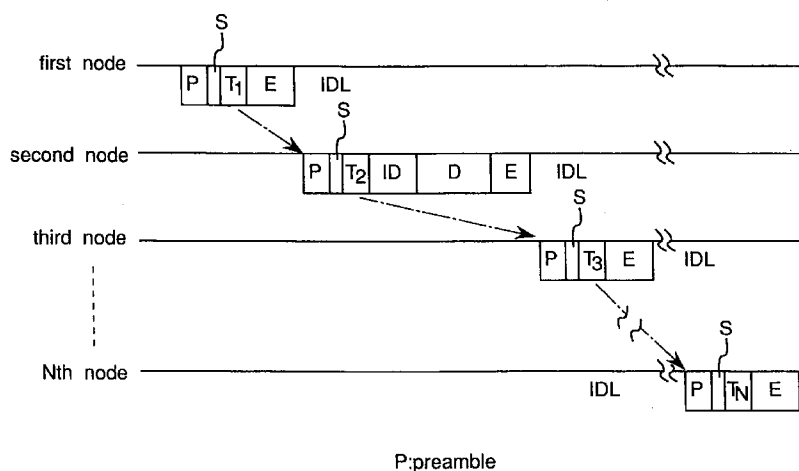 S
first node P T1 E IDL
S
second node P T2 ID D E IDL
S
third node P T3 E IDL
S
Nth node IDL P TN E
P:preamble